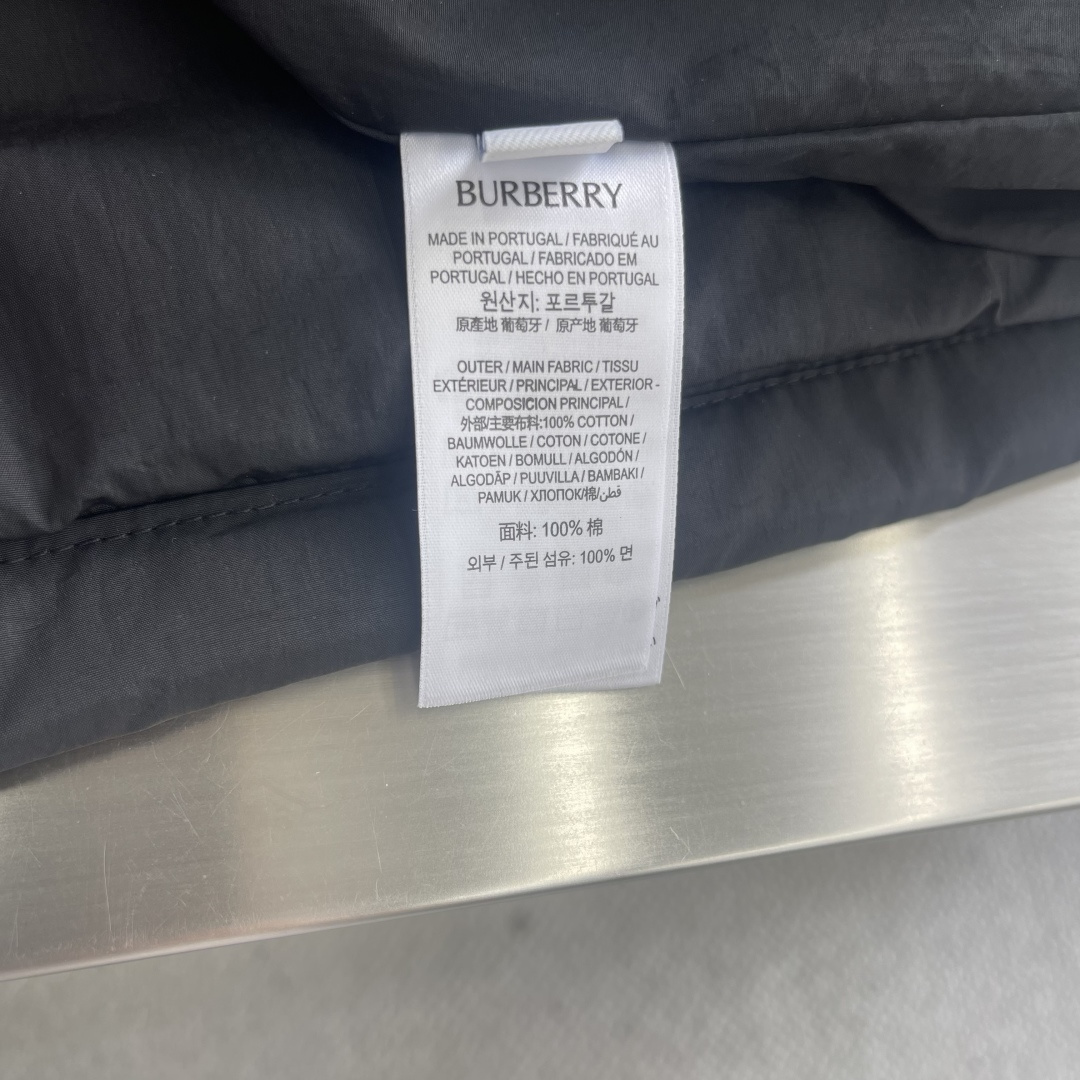 BURBERRY
MADE IN PORTUGAL / FABRIQUÉ AU
PORTUGAL / FABRICADO EM
PORTUGAL / HECHO EN PORTUGAL
원산지: 포르투갈
原產地 葡萄牙 / 原产地 葡萄牙
OUTER / MAIN FABRIC / TISSU
EXTÉRIEUR / PRINCIPAL / EXTERIOR -
COMPOSICION PRINCIPAL /
外部/主要布料:100% COTTON /
BAUMWOLLE / COTON / COTONE /
KATOEN / BOMULL / ALGODÓN /
ALGODÃP / PUUVILLA / BAMBAKI /
PAMUK / ХЛОПОК/棉/قطن
面料: 100% 棉
외부 / 주된 섬유: 100% 면